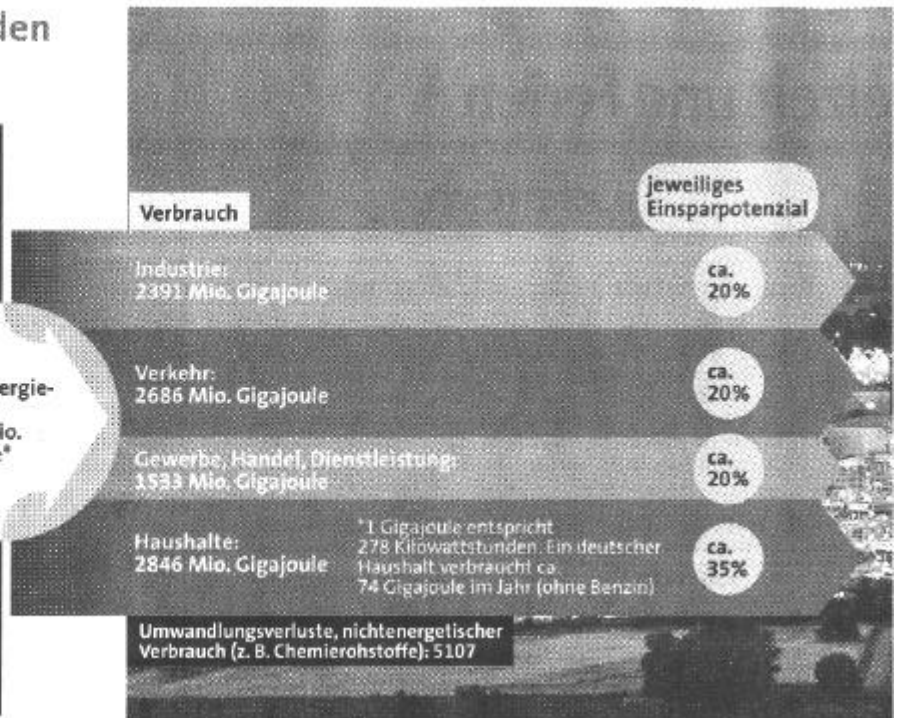 den
Verbrauch
jeweiliges
Einsparpotenzial
Industrie:
2391 Mio. Gigajoule
ca.
20%
ergie-
io.
*
Verkehr:
2686 Mio. Gigajoule
ca.
20%
Gewerbe, Handel, Dienstleistung:
1533 Mio. Gigajoule
ca.
20%
Haushalte:
2846 Mio. Gigajoule
*1 Gigajoule entspricht
278 Kilowattstunden. Ein deutscher
Haushalt verbraucht ca.
74 Gigajoule im Jahr (ohne Benzin)
ca.
35%
Umwandlungsverluste, nichtenergetischer
Verbrauch (z. B. Chemierohstoffe): 5107